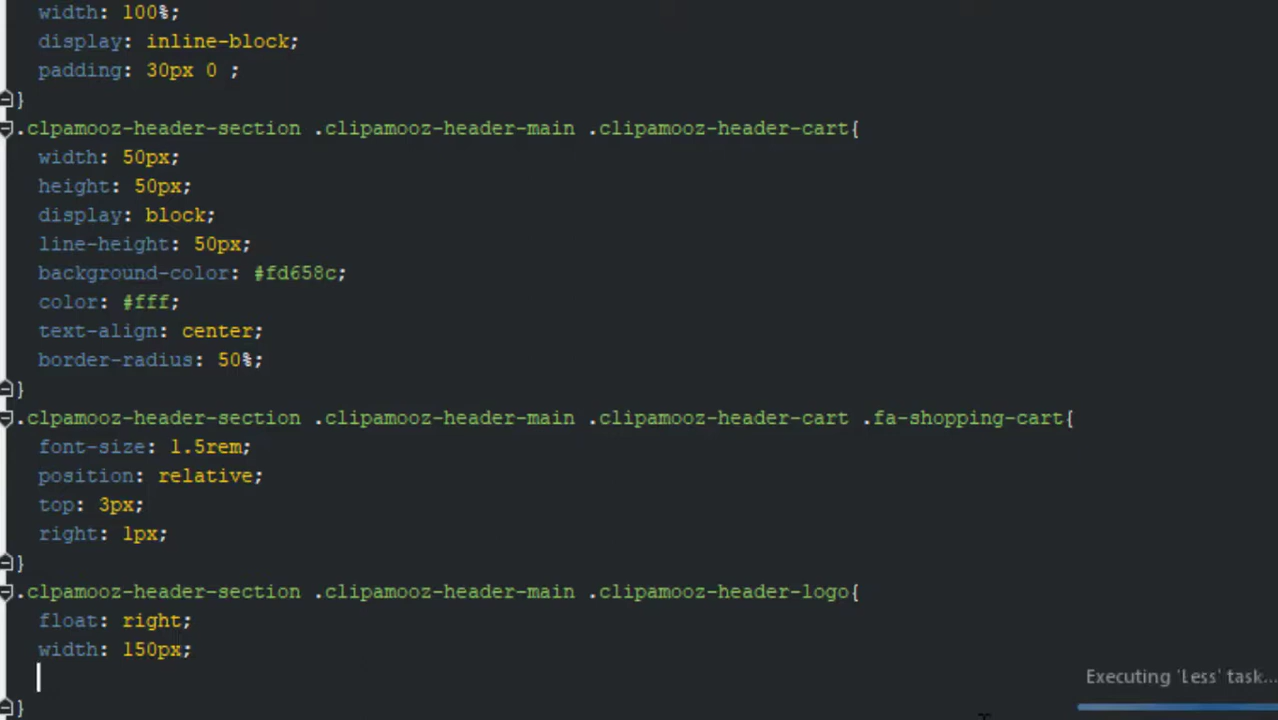 width: 100%;
display: inline-block;
padding: 30px 0 ;
}
.clpamooz-header-section .clipamooz-header-main .clipamooz-header-cart{
width: 50px;
height: 50px;
display: block;
line-height: 50px;
background-color: #fd658c;
color: #fff;
text-align: center;
border-radius: 50%;
}
.clpamooz-header-section .clipamooz-header-main .clipamooz-header-cart .fa-shopping-cart{
font-size: 1.5rem;
position: relative;
top: 3px;
right: 1px;
}
.clpamooz-header-section .clipamooz-header-main .clipamooz-header-logo{
float: right;
width: 150px;
Executing 'Less' task...
}